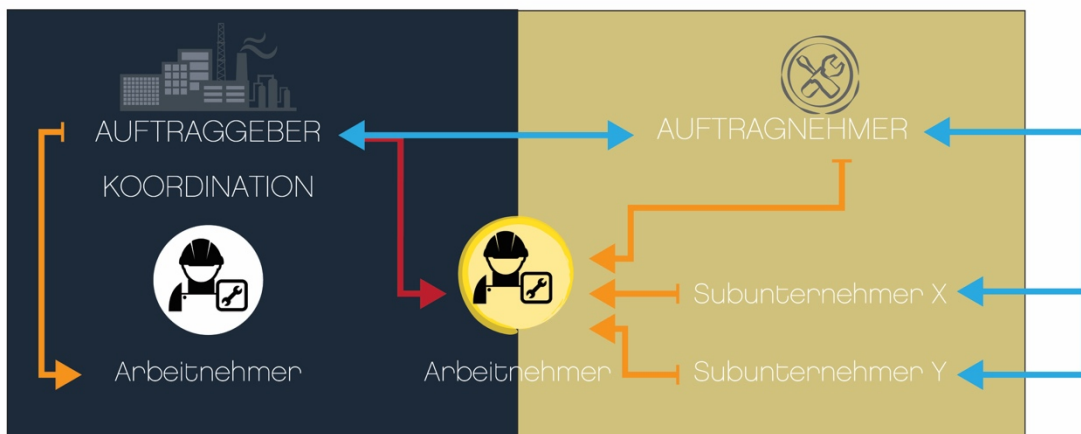 AUFTRAGGEBER
KOORDINATION
Arbeitnehmer
Arbeitnehmer
AUFTRAGNEHMER
Subunternehmer X
Subunternehmer Y